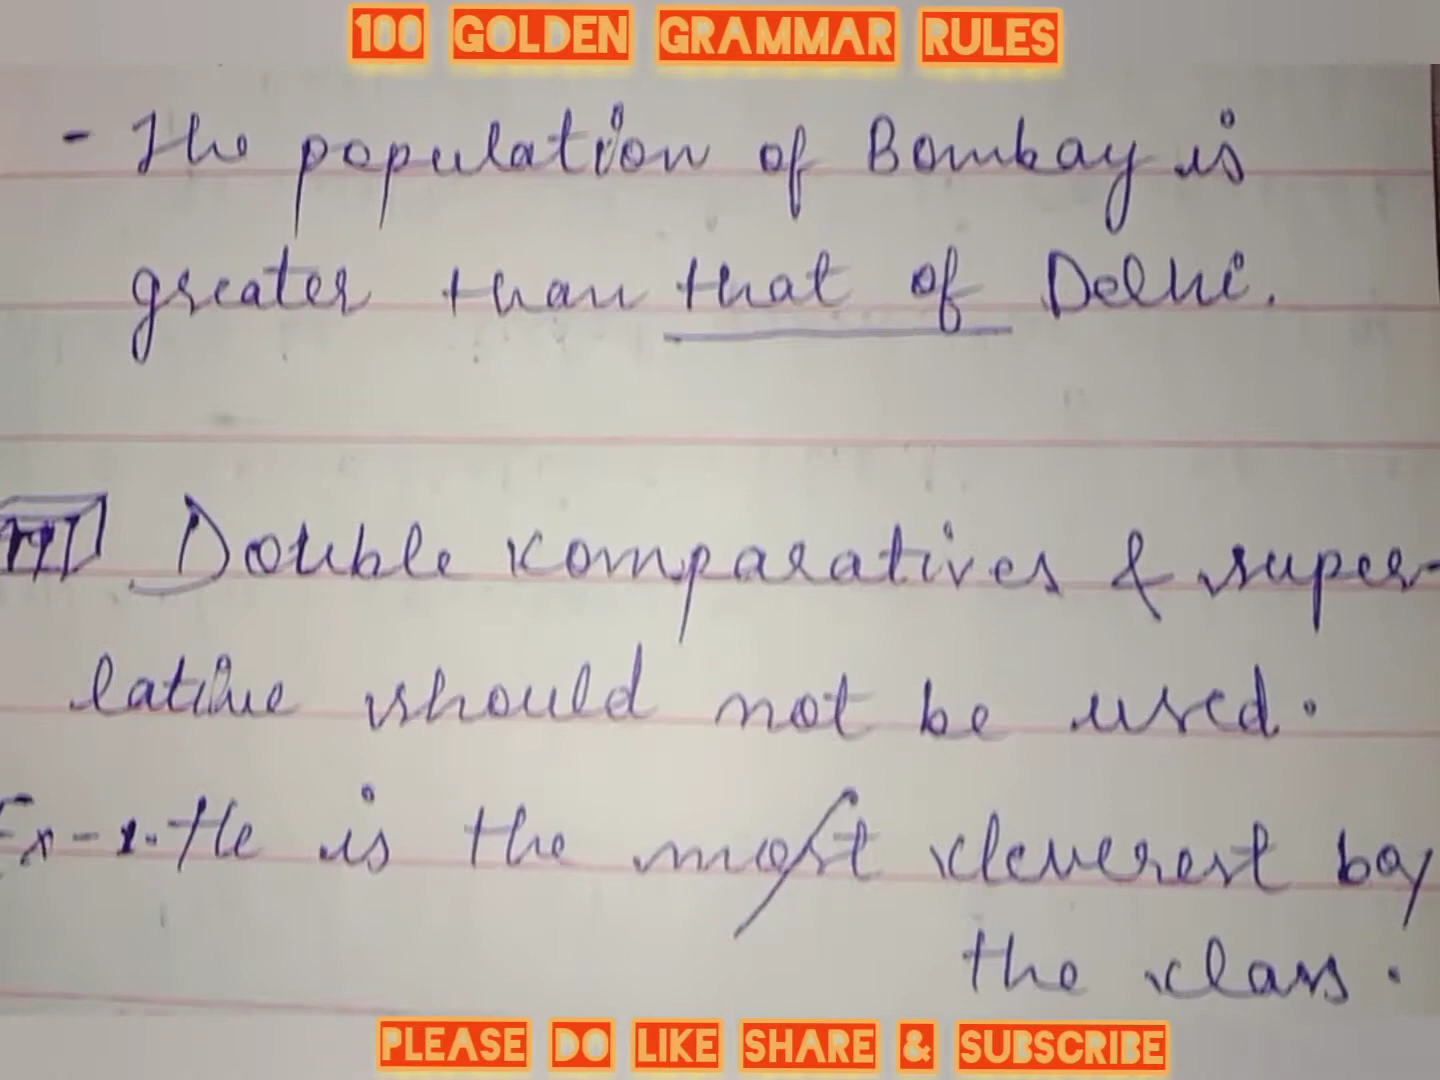 100 GOLDEN GRAMMAR RULES
- The population of Bombay is
greater than that of Delhi.
Double comparatives & super-
lative should not be used.
Ex-1. He is the most cleverest boy
the class.
PLEASE DO LIKE SHARE & SUBSCRIBE